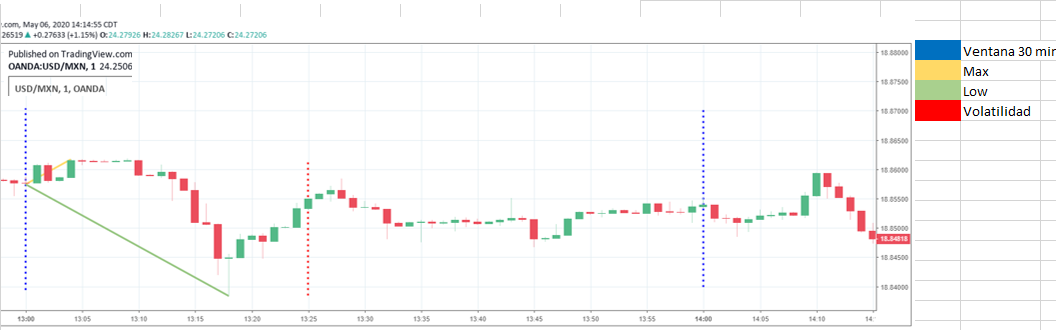 .com, May 06, 2020 14:14:55 CDT
26519 ▲ +0.27633 (+1.15%) O:24.27926 H:24.28267 L:24.27206 C:24.27206
Published on TradingView.com
OANDA:USD/MXN, 1 24.2506
USD/MXN, 1, OANDA
18.88000
18.87500
18.87000
18.86500
18.86000
18.85500
18.85000
18.84818
18.84500
18.84000
13:00 13:05 13:10 13:15 13:20 13:25 13:30 13:35 13:40 13:45 13:50 13:55 14:00 14:05 14:10 14:
Ventana 30 min
Max
Low
Volatilidad